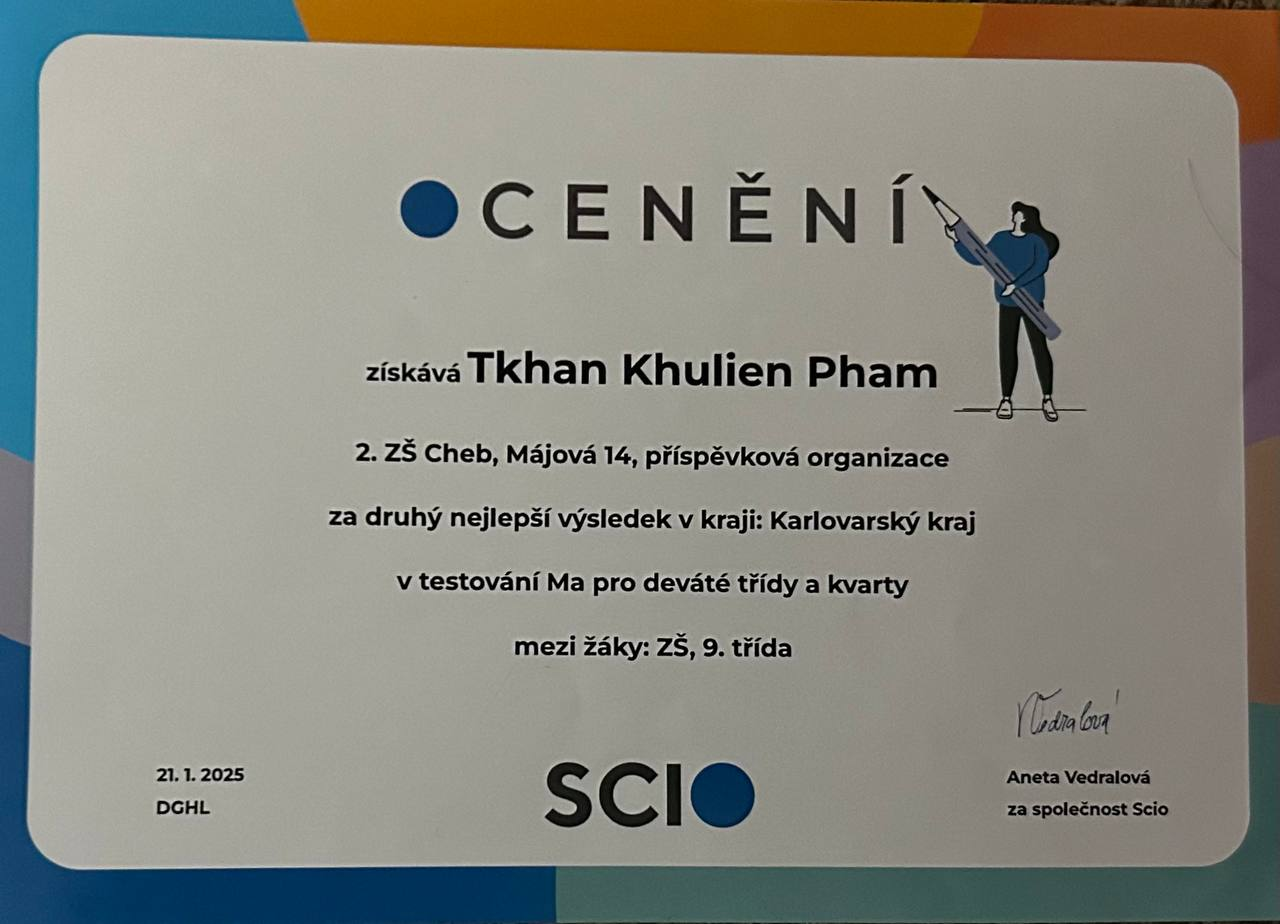 OCENĚNÍ
získává Tkhan Khulien Pham
2. ZŠ Cheb, Májová 14, příspěvková organizace
za druhý nejlepší výsledek v kraji: Karlovarský kraj
v testování Ma pro deváté třídy a kvarty
mezi žáky: ZŠ, 9. třída
Vedralová
21. 1. 2025
DGHL
SCIO
Aneta Vedralová
za společnost Scio